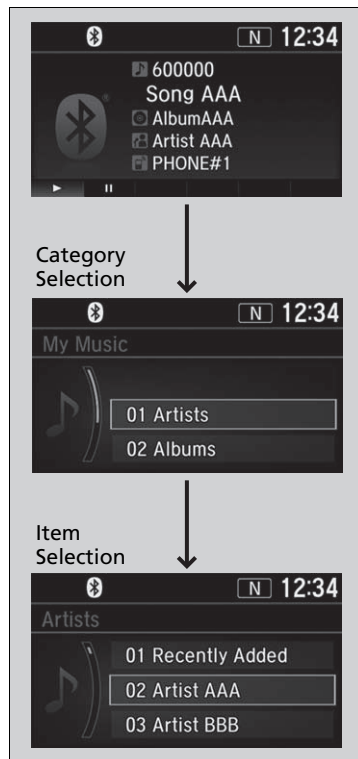 N 12:34
600000
Song AAA
AlbumAAA
Artist AAA
PHONE#1
Category
Selection
N 12:34
My Music
01 Artists
02 Albums
Item
Selection
N 12:34
Artists
01 Recently Added
02 Artist AAA
03 Artist BBB